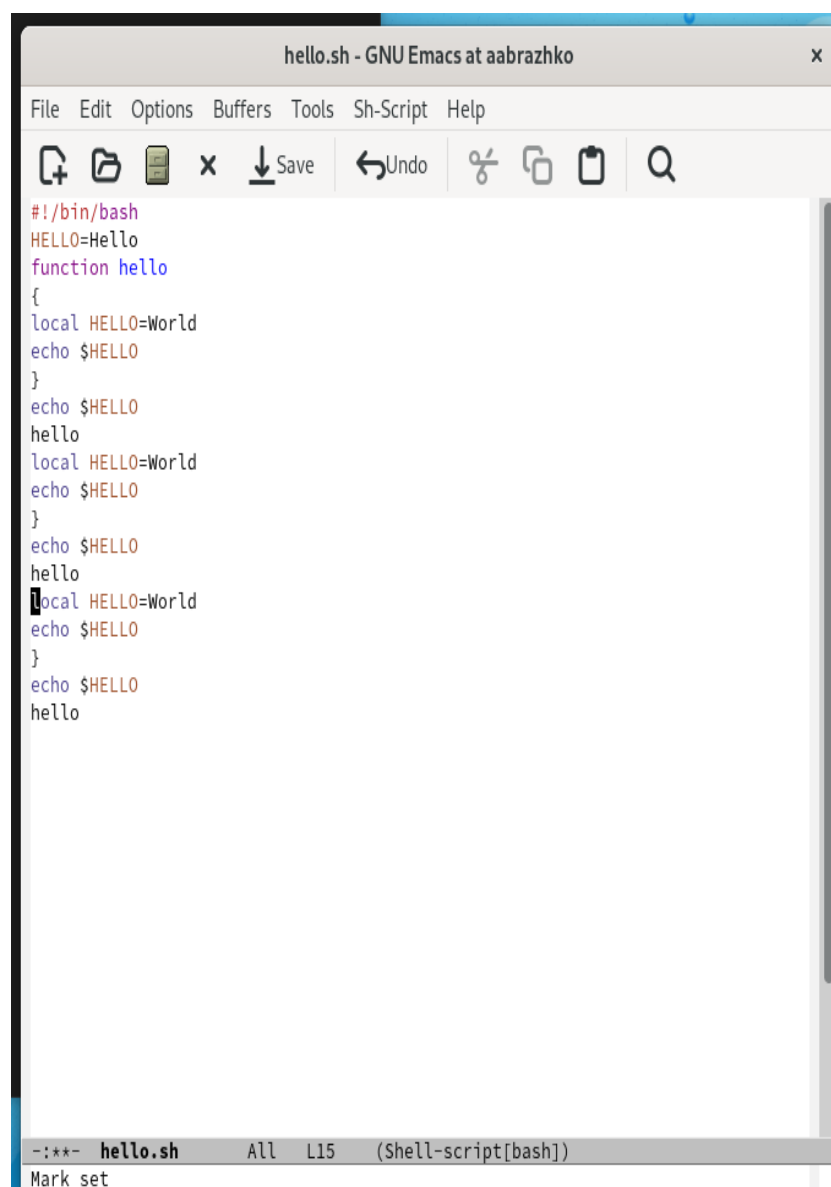 hello.sh - GNU Emacs at aabrazhko ×
File Edit Options Buffers Tools Sh-Script Help
Save Undo
#!/bin/bash
HELLO=Hello
function hello
{
local HELLO=World
echo $HELLO
}
echo $HELLO
hello
local HELLO=World
echo $HELLO
}
echo $HELLO
hello
local HELLO=World
echo $HELLO
}
echo $HELLO
hello
-:**- hello.sh All L15 (Shell-script[bash])
Mark set